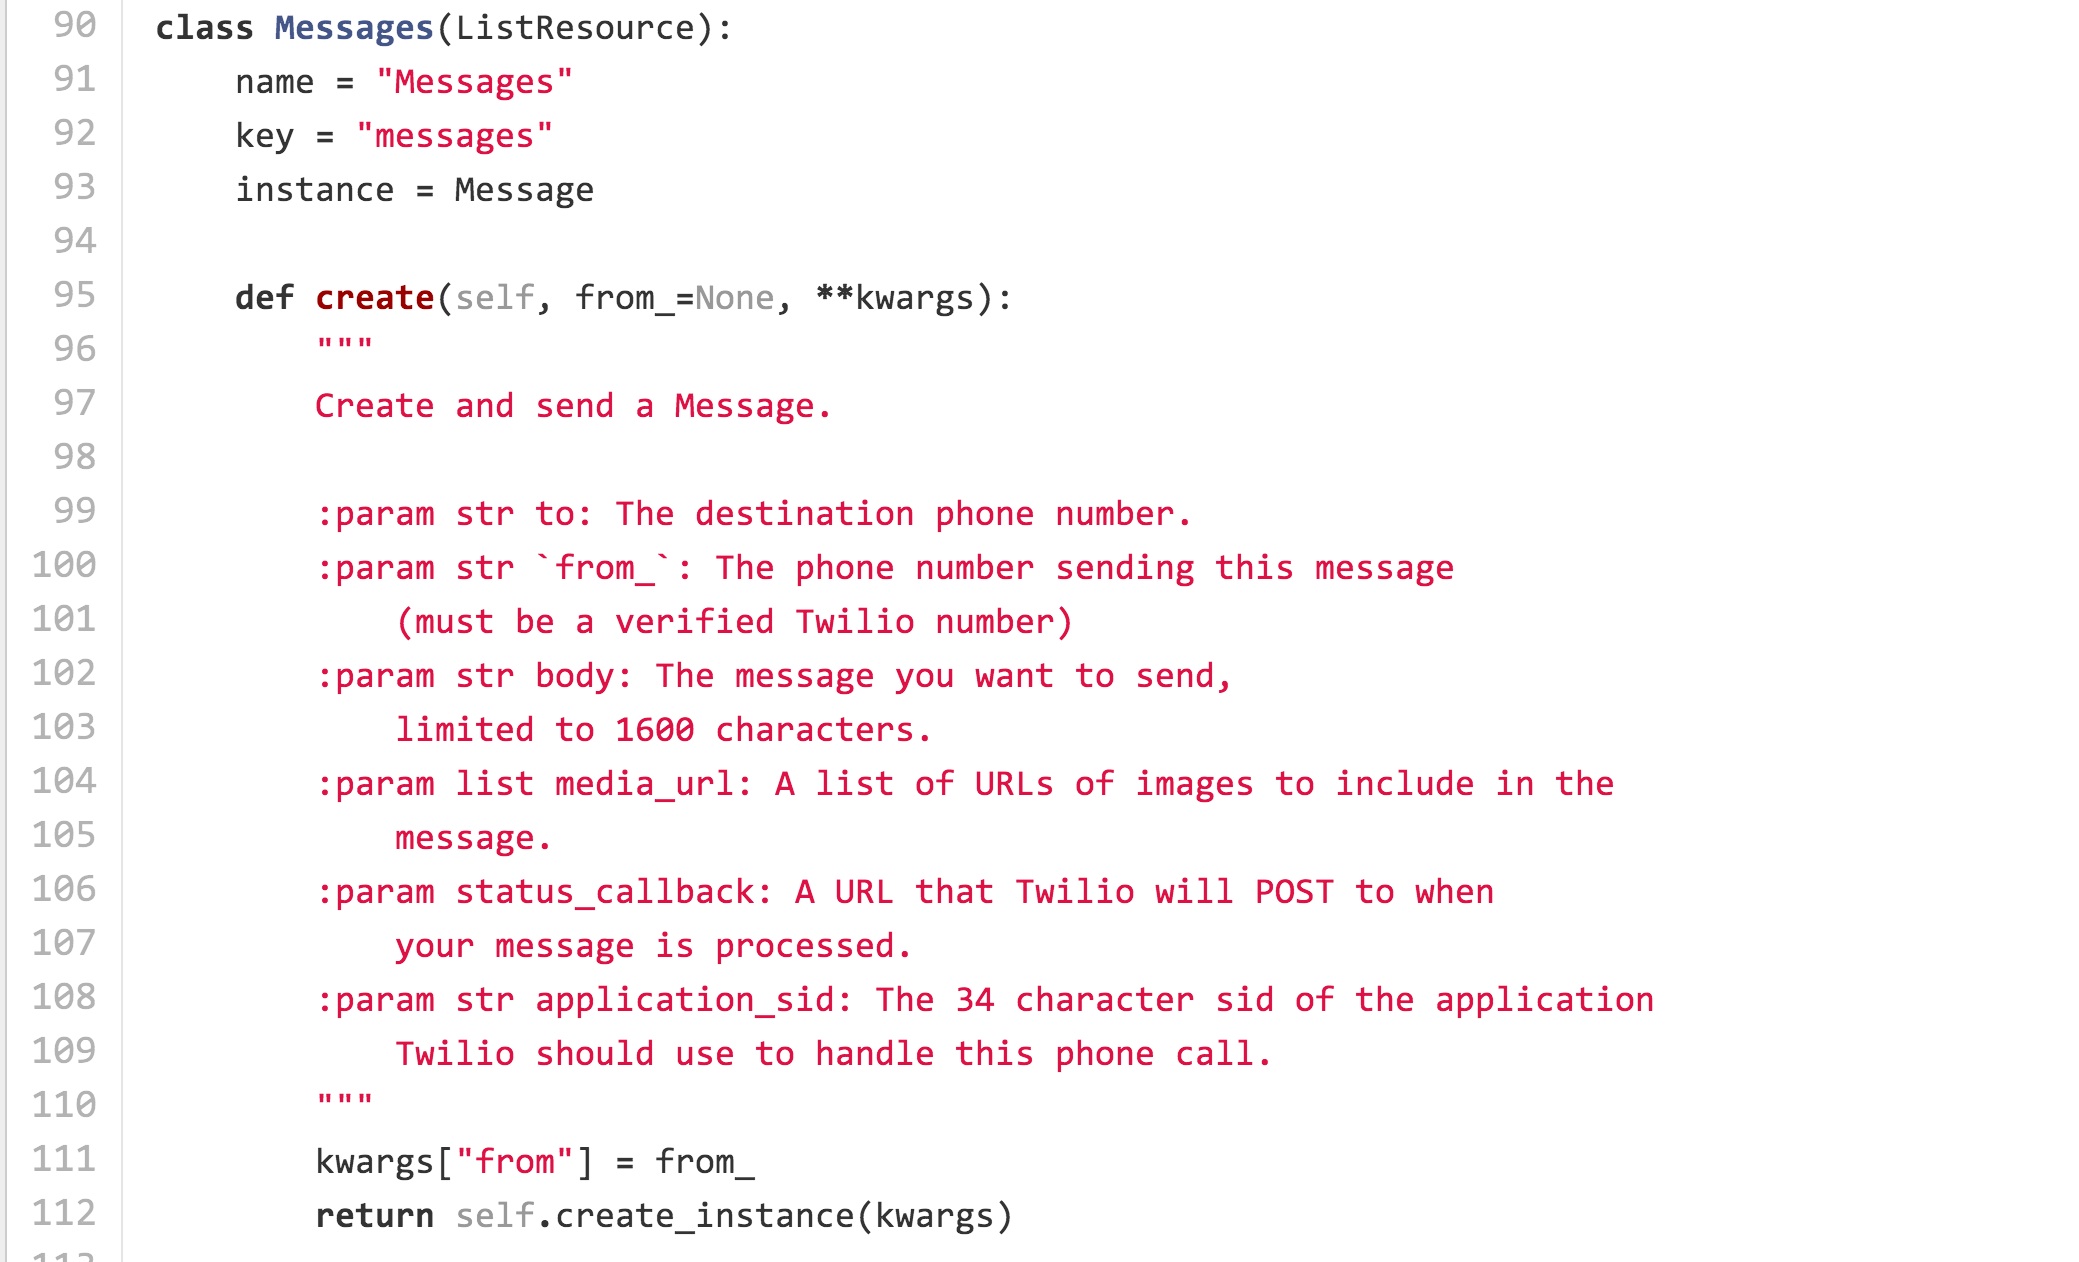 90 class Messages(ListResource):
91     name = "Messages"
92     key = "messages"
93     instance = Message
94
95     def create(self, from_=None, **kwargs):
96         """
97         Create and send a Message.
98
99         :param str to: The destination phone number.
100         :param str `from_`: The phone number sending this message
101             (must be a verified Twilio number)
102         :param str body: The message you want to send,
103             limited to 1600 characters.
104         :param list media_url: A list of URLs of images to include in the
105             message.
106         :param status_callback: A URL that Twilio will POST to when
107             your message is processed.
108         :param str application_sid: The 34 character sid of the application
109             Twilio should use to handle this phone call.
110         """
111         kwargs["from"] = from_
112         return self.create_instance(kwargs)
113